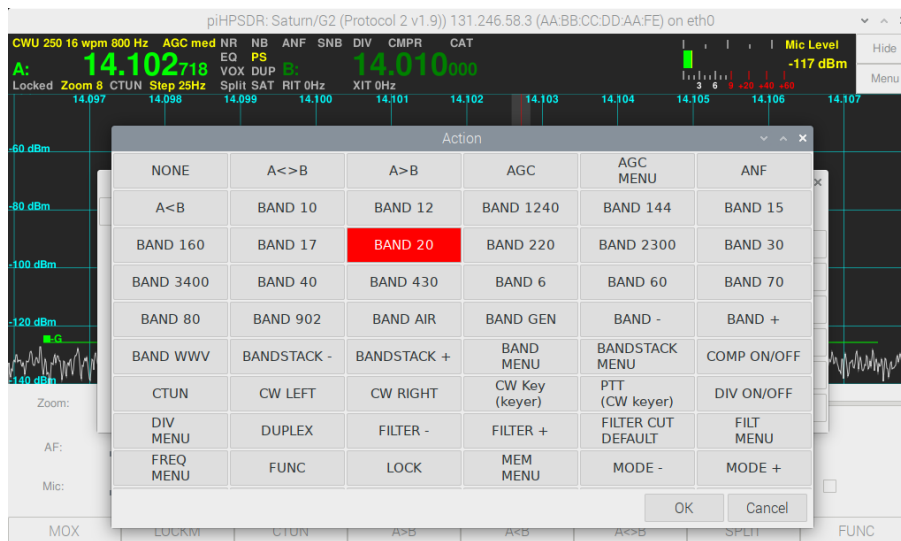 piHPSDR: Saturn/G2 (Protocol 2 v1.9)) 131.246.58.3 (AA:BB:CC:DD:AA:FE) on eth0
CWU 250 16 wpm 800 Hz AGC med NR NB ANF SNB DIV CMPR CAT Mic Level Hide
EQ PS
A: 14.102718 VOX DUP B: 14.010000 -117 dBm
Locked Zoom 8 CTUN Step 25Hz Split SAT RIT 0Hz XIT 0Hz 3 6 9 +20 +40 +60 Menu
14.097 14.098 14.099 14.100 14.101 14.102 14.103 14.104 14.105 14.106 14.107
Action
-60 dBm
NONE A<>B A>B AGC AGC MENU ANF
-80 dBm A<B BAND 10 BAND 12 BAND 1240 BAND 144 BAND 15
BAND 160 BAND 17 BAND 20 BAND 220 BAND 2300 BAND 30
-100 dBm
BAND 3400 BAND 40 BAND 430 BAND 6 BAND 60 BAND 70
-120 dBm BAND 80 BAND 902 BAND AIR BAND GEN BAND - BAND +
-G
BAND WWV BANDSTACK - BANDSTACK + BAND MENU BANDSTACK MENU COMP ON/OFF
-140 dBm
CTUN CW LEFT CW RIGHT CW Key (keyer) PTT (CW keyer) DIV ON/OFF
Zoom:
DIV MENU DUPLEX FILTER - FILTER + FILTER CUT DEFAULT FILT MENU
AF:
FREQ MENU FUNC LOCK MEM MENU MODE - MODE +
Mic:
OK Cancel
MOX LOCKM CTUN A>B A<B A<>B SPLIT FUNC